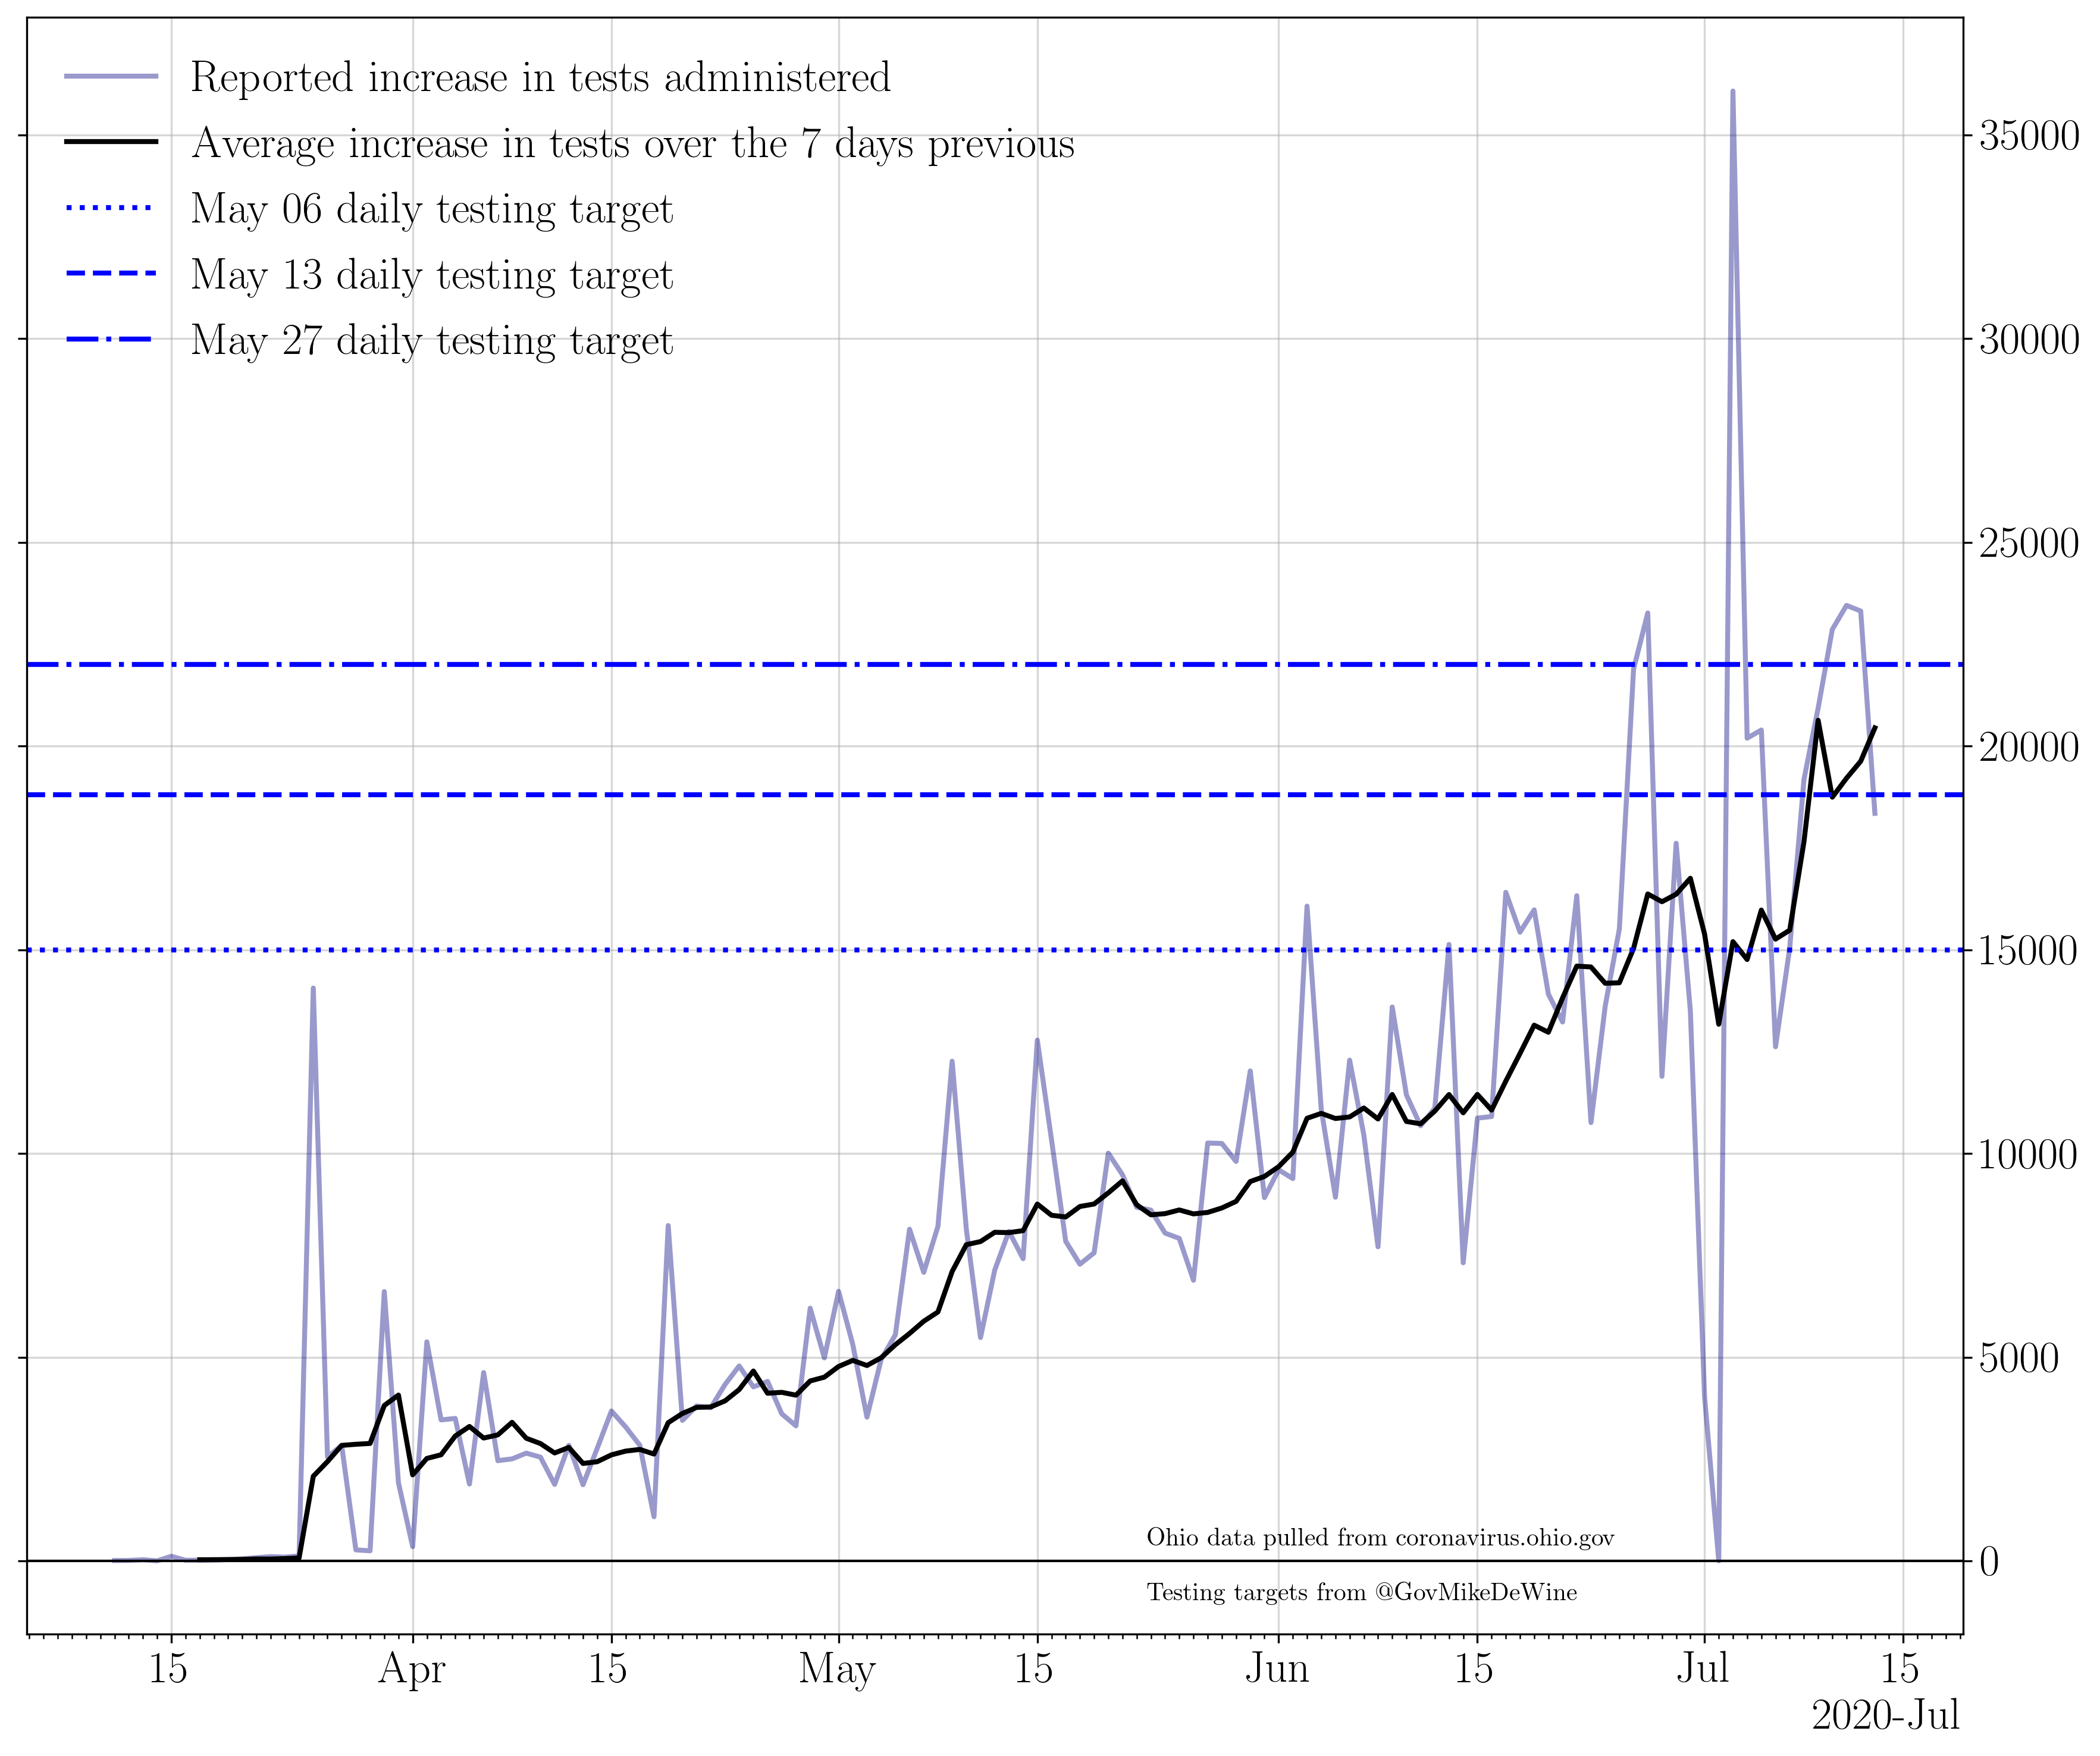 Reported increase in tests administered
Average increase in tests over the 7 days previous
May 06 daily testing target
May 13 daily testing target
May 27 daily testing target
35000
30000
25000
20000
15000
10000
5000
0
Ohio data pulled from coronavirus.ohio.gov
Testing targets from @GovMikeDeWine
15 Apr 15 May 15 Jun 15 Jul 15
2020-Jul